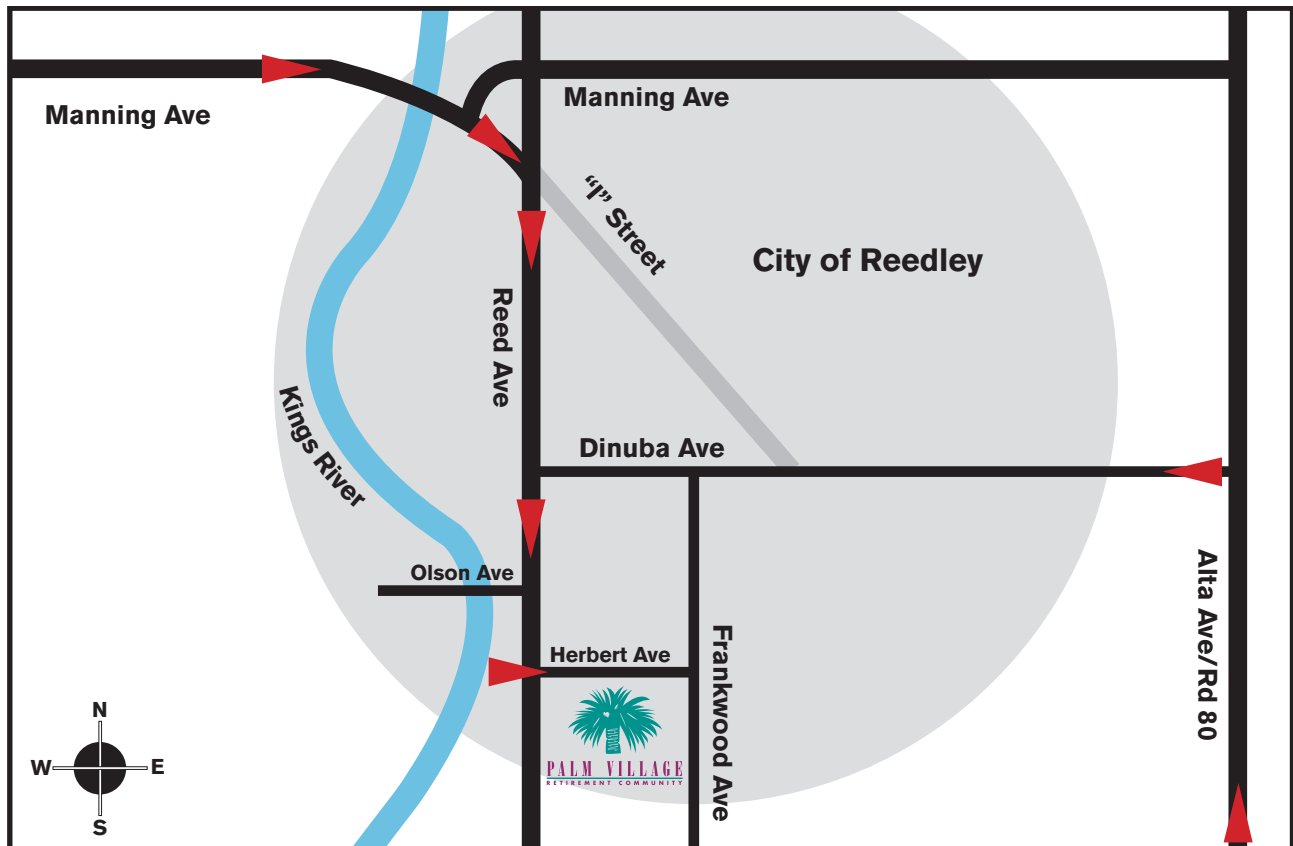 Manning Ave
Manning Ave
“I” Street
City of Reedley
Reed Ave
Kings River
Dinuba Ave
Olson Ave
Herbert Ave
Frankwood Ave
Alta Ave/Rd 80
PALM VILLAGE
RETIREMENT COMMUNITY
N
W E
S